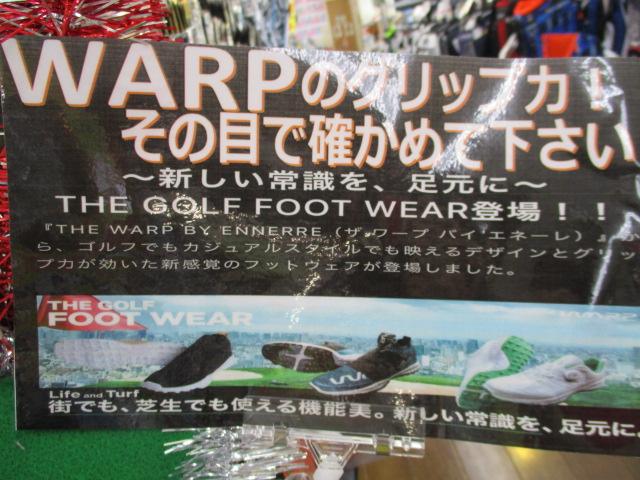 WARPのグリップ力！
その目で確かめて下さい
～新しい常識を、足元に～
THE GOLF FOOT WEAR登場！！
『THE WARP BY ENNERRE（ザ・ワープ バイ エネーレ）』か
ら、ゴルフでもカジュアルスタイルでも映えるデザインとグリッ
プ力が効いた新感覚のフットウェアが登場しました。
THE GOLF
FOOT WEAR
Life and Turf
街でも、芝生でも使える機能美。新しい常識を、足元に。